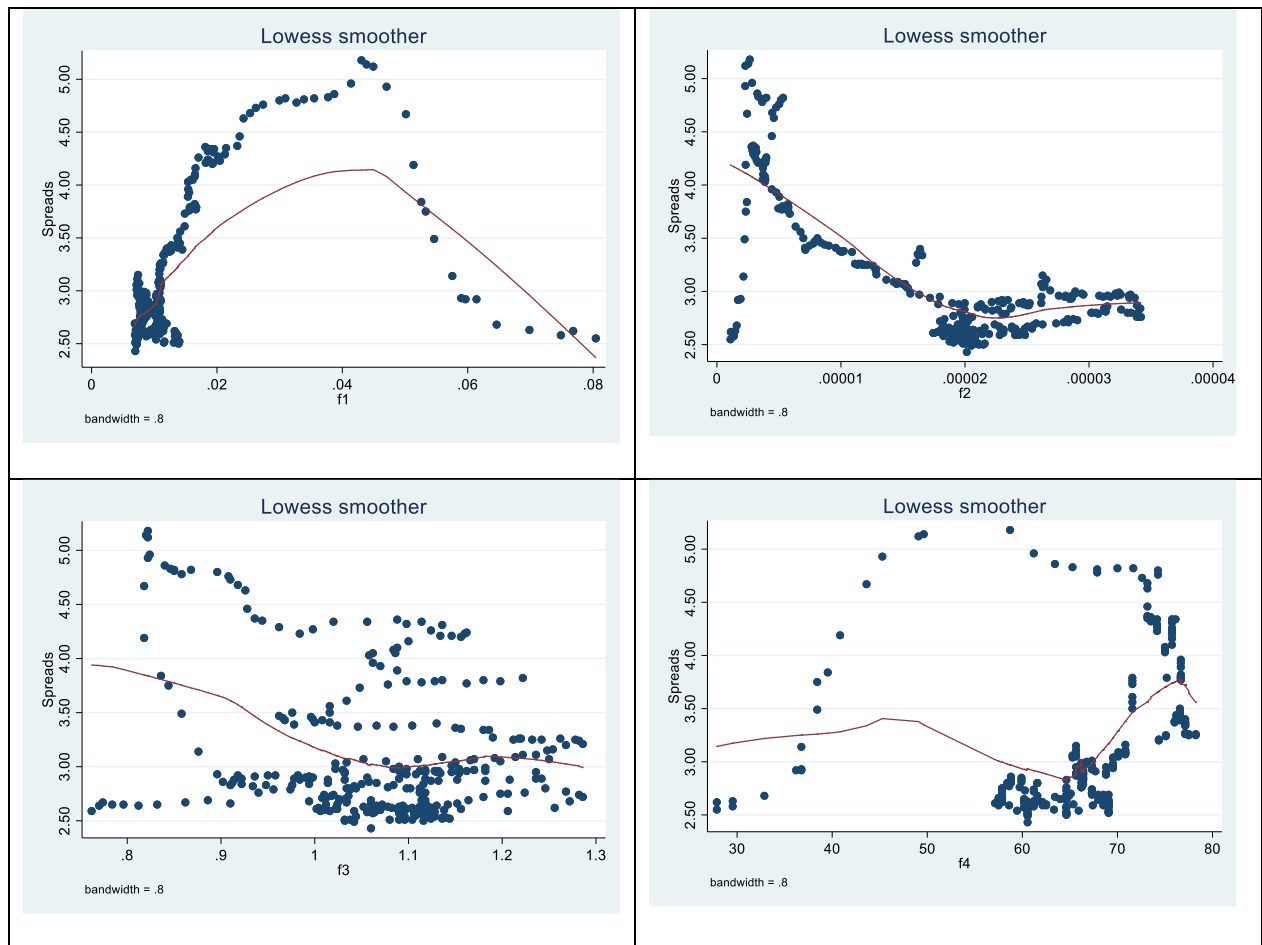 Lowess smoother
Spreads
5.00
4.50
4.00
3.50
3.00
2.50
0 .02 .04 .06 .08
f1
bandwidth = .8
Lowess smoother
Spreads
5.00
4.50
4.00
3.50
3.00
2.50
0 .00001 .00002 .00003 .00004
f2
bandwidth = .8
Lowess smoother
Spreads
5.00
4.50
4.00
3.50
3.00
2.50
.8 .9 1 1.1 1.2 1.3
f3
bandwidth = .8
Lowess smoother
Spreads
5.00
4.50
4.00
3.50
3.00
2.50
30 40 50 60 70 80
f4
bandwidth = .8